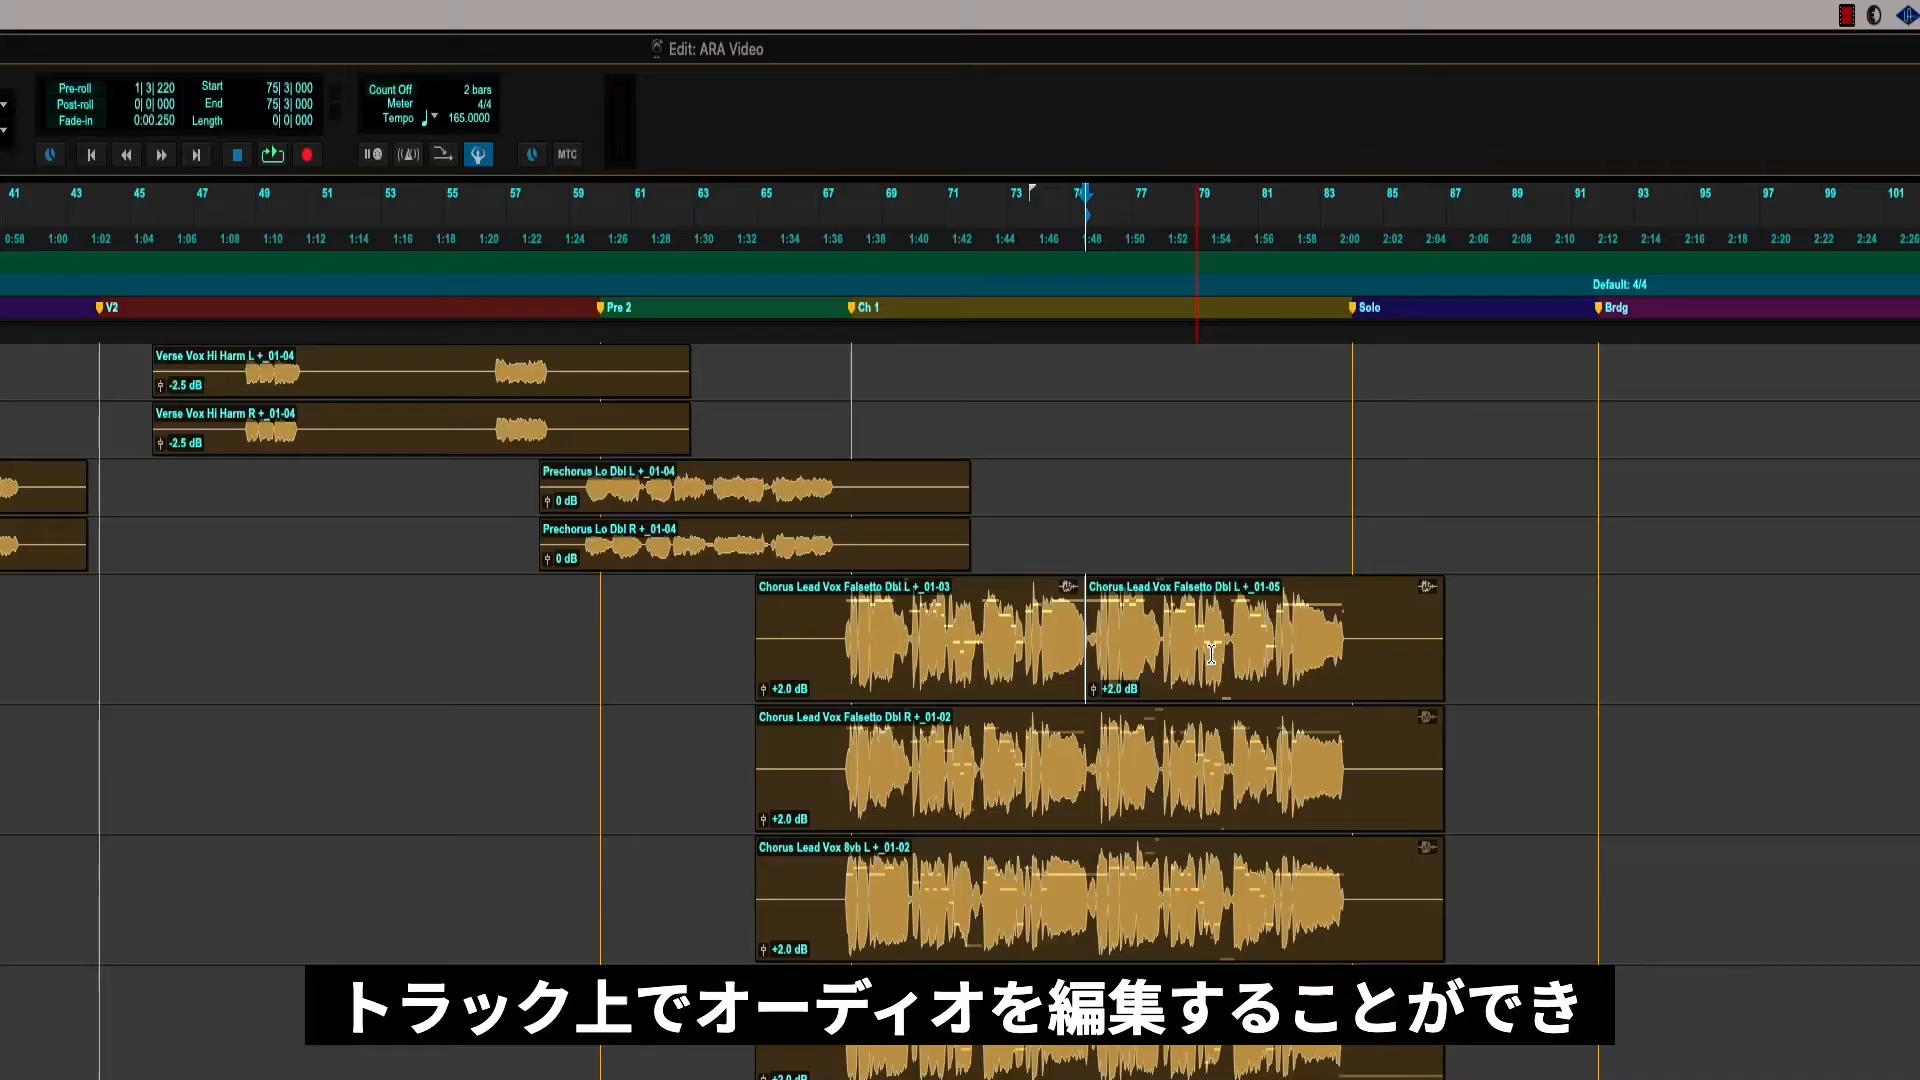 Edit: ARA Video
Pre-roll 1| 3| 220 Start 75| 3| 000
Post-roll 0| 0| 000 End 75| 3| 000
Fade-in 0:00.250 Length 0| 0| 000
Count Off 2 bars
Meter 4/4
Tempo 165.0000
MTC
41 43 45 47 49 51 53 55 57 59 61 63 65 67 69 71 73 77 79 81 83 85 87 89 91 93 95 97 99 101
0:58 1:00 1:02 1:04 1:06 1:08 1:10 1:12 1:14 1:16 1:18 1:20 1:22 1:24 1:26 1:28 1:30 1:32 1:34 1:36 1:38 1:40 1:42 1:44 1:46 1:48 1:50 1:52 1:54 1:56 1:58 2:00 2:02 2:04 2:06 2:08 2:10 2:12 2:14 2:16 2:18 2:20 2:22 2:24 2:26
Default: 4/4
V2 Pre 2 Ch 1 Solo Brdg
Verse Vox Hi Harm L +_01-04
-2.5 dB
Verse Vox Hi Harm R +_01-04
-2.5 dB
Prechorus Lo Dbl L +_01-04
0 dB
Prechorus Lo Dbl R +_01-04
0 dB
Chorus Lead Vox Falsetto Dbl L +_01-03 Chorus Lead Vox Falsetto Dbl L +_01-05
+2.0 dB +2.0 dB
Chorus Lead Vox Falsetto Dbl R +_01-02
+2.0 dB
Chorus Lead Vox 8vb L +_01-02
+2.0 dB
トラック上でオーディオを編集することができ
+2.0 dB